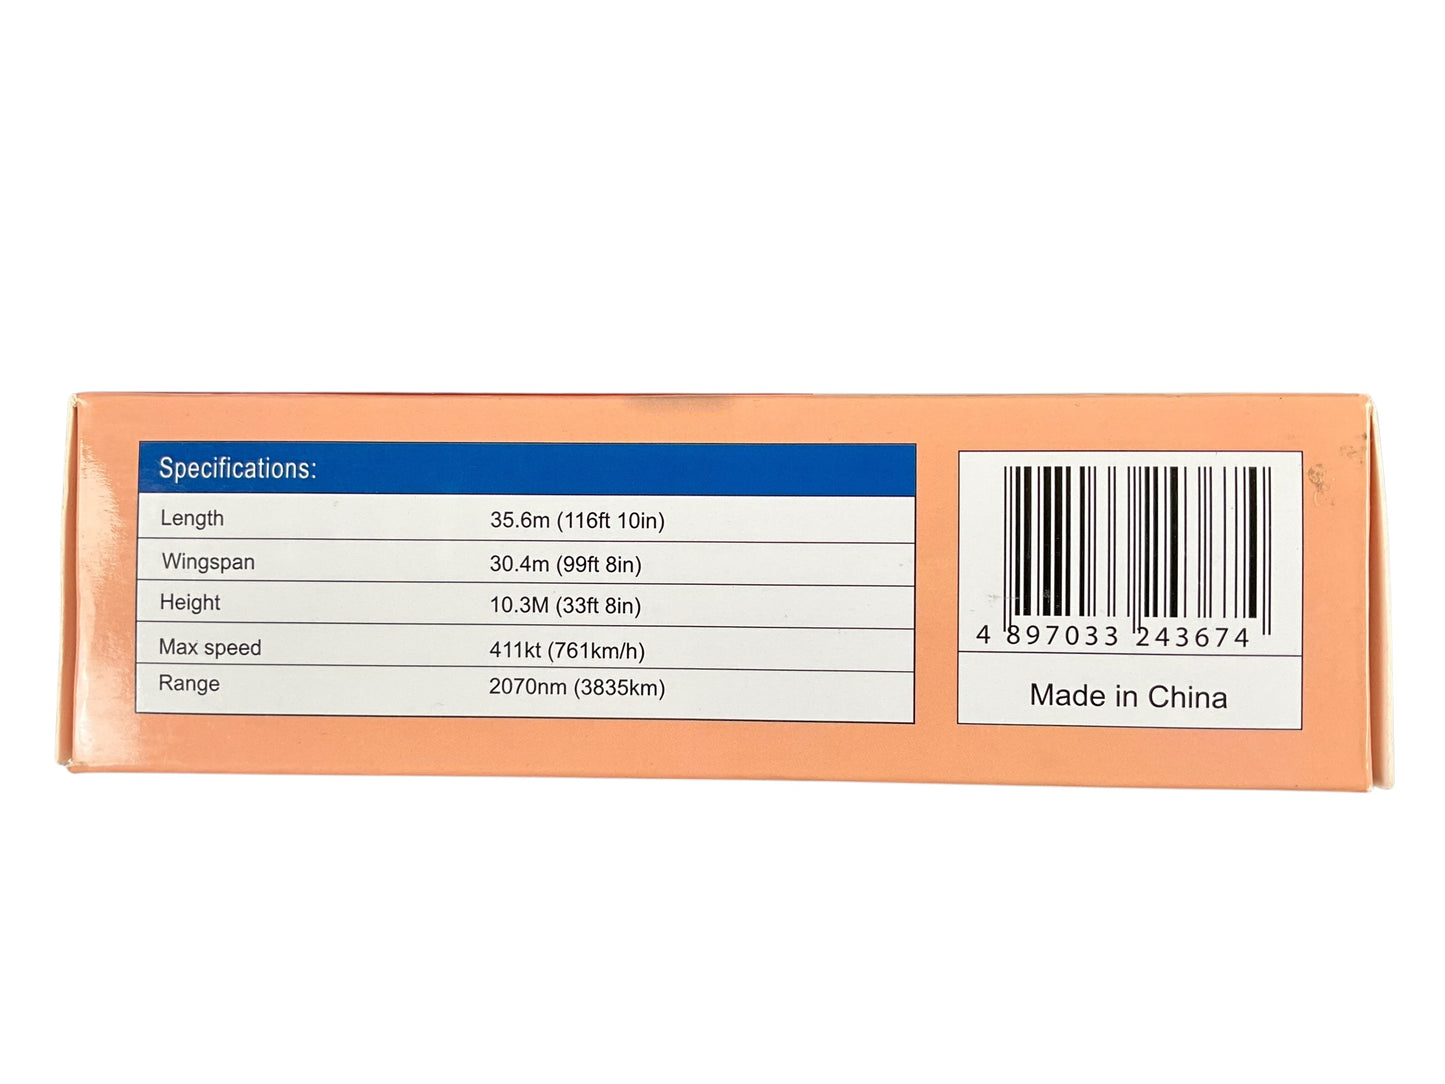 Specifications:
Length 35.6m (116ft 10in)
Wingspan 30.4m (99ft 8in)
Height 10.3M (33ft 8in)
Max speed 411kt (761km/h)
Range 2070nm (3835km)
4 897033 243674
Made in China